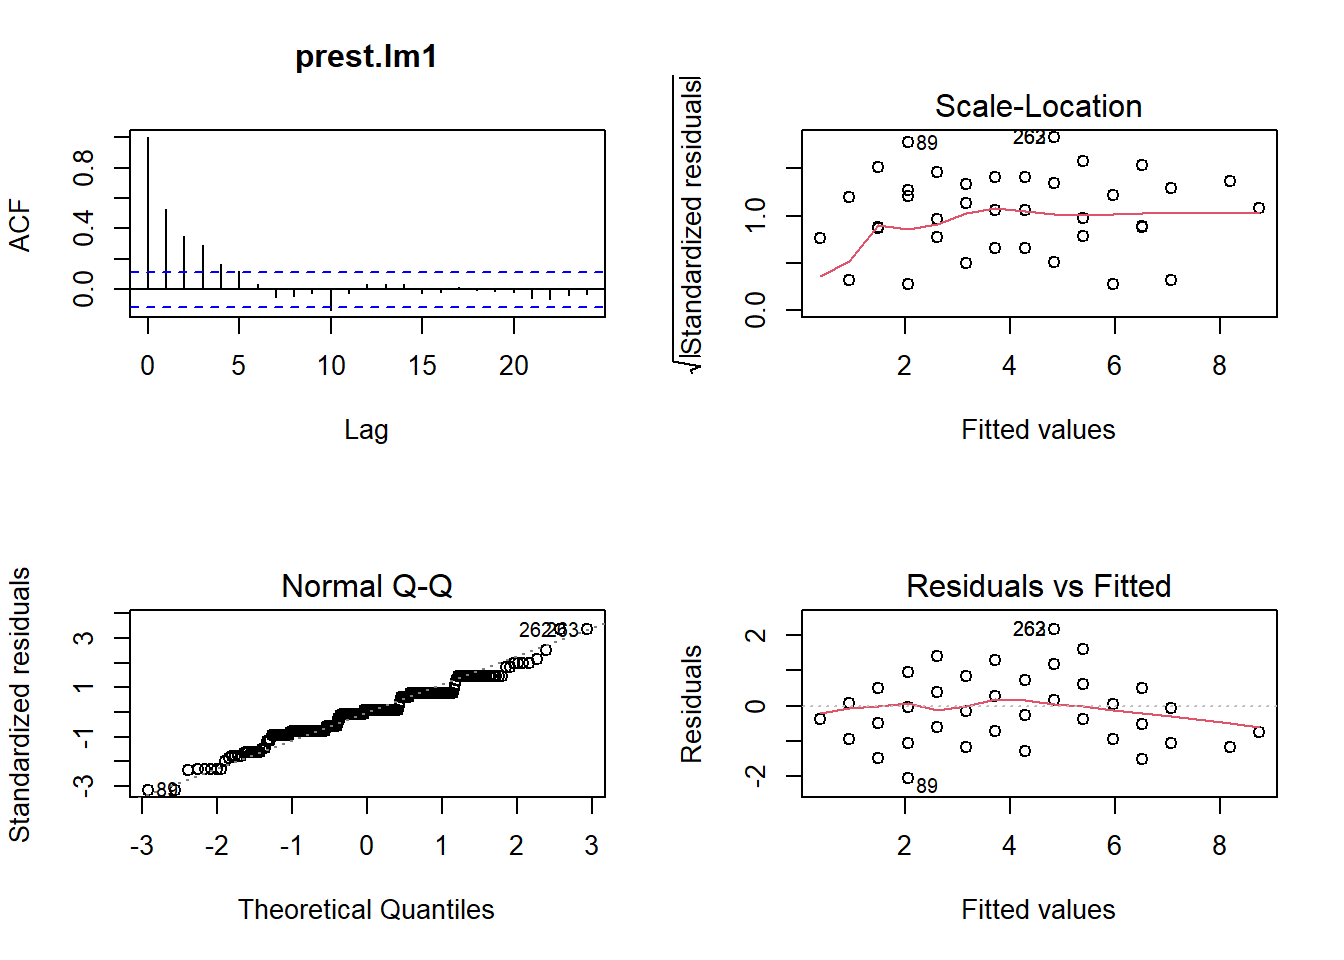 prest.lm1
ACF
0.0 0.4 0.8
0 5 10 15 20
Lag
Scale-Location
√|Standardized residuals|
0.0 1.0
89
2 4 6 8
Fitted values
Normal Q-Q
Standardized residuals
-3 -1 1 3
89
-3 -2 -1 0 1 2 3
Theoretical Quantiles
Residuals vs Fitted
Residuals
-2 0 2
89
2 4 6 8
Fitted values